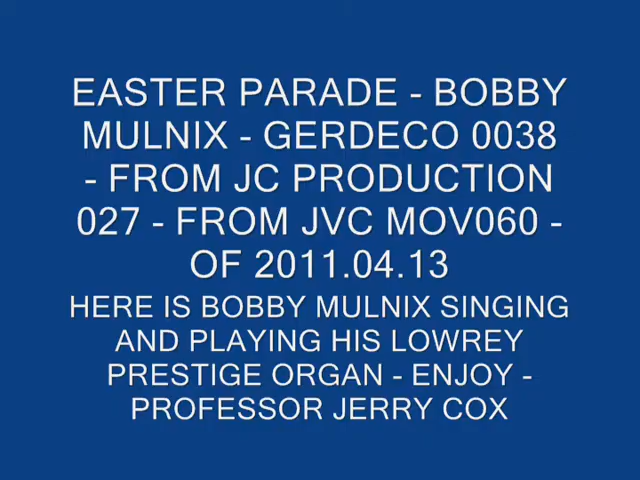 EASTER PARADE - BOBBY
MULNIX - GERDECO 0038
- FROM JC PRODUCTION
027 - FROM JVC MOV060 -
OF 2011.04.13
HERE IS BOBBY MULNIX SINGING
AND PLAYING HIS LOWREY
PRESTIGE ORGAN - ENJOY -
PROFESSOR JERRY COX